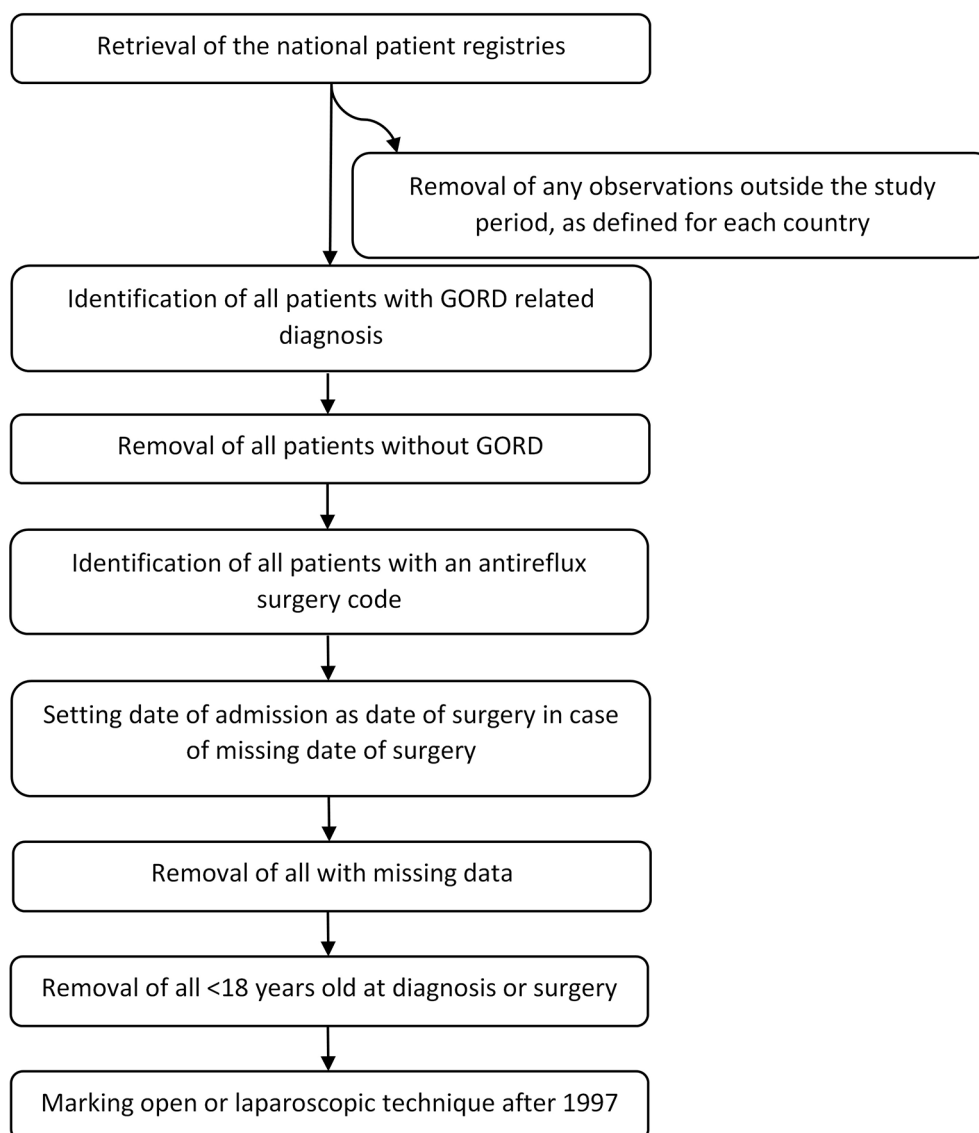 Retrieval of the national patient registries
Removal of any observations outside the study
period, as defined for each country
Identification of all patients with GORD related
diagnosis
Removal of all patients without GORD
Identification of all patients with an antireflux
surgery code
Setting date of admission as date of surgery in case
of missing date of surgery
Removal of all with missing data
Removal of all <18 years old at diagnosis or surgery
Marking open or laparoscopic technique after 1997